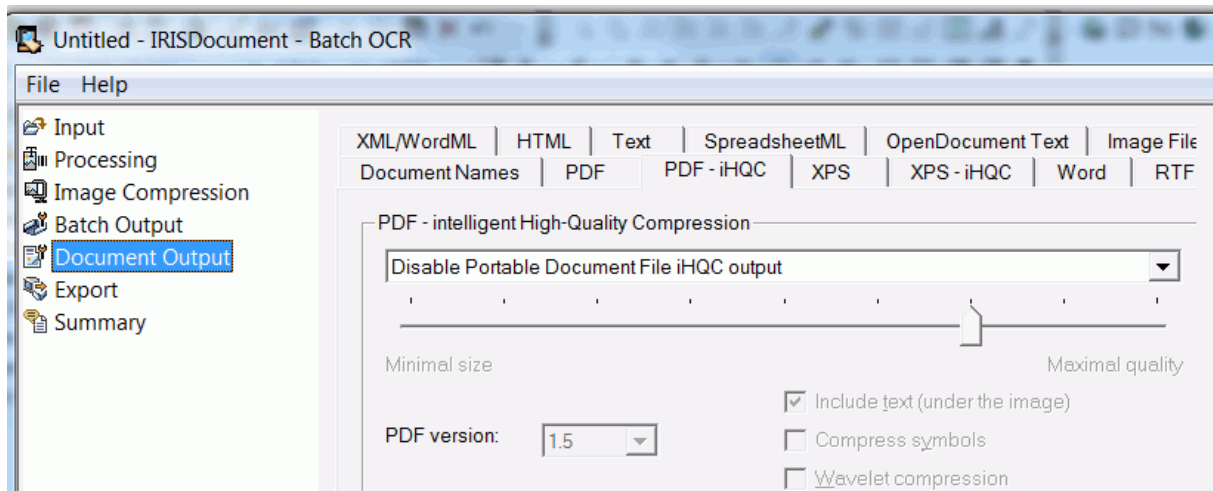 Untitled - IRISDocument - Batch OCR
File Help
Input
Processing
Image Compression
Batch Output
Document Output
Export
Summary
XML/WordML HTML Text SpreadsheetML OpenDocument Text Image File
Document Names PDF PDF - iHQC XPS XPS - iHQC Word RTF
PDF - intelligent High-Quality Compression
Disable Portable Document File iHQC output
Minimal size Maximal quality
Include text (under the image)
PDF version: 1.5 Compress symbols
Wavelet compression